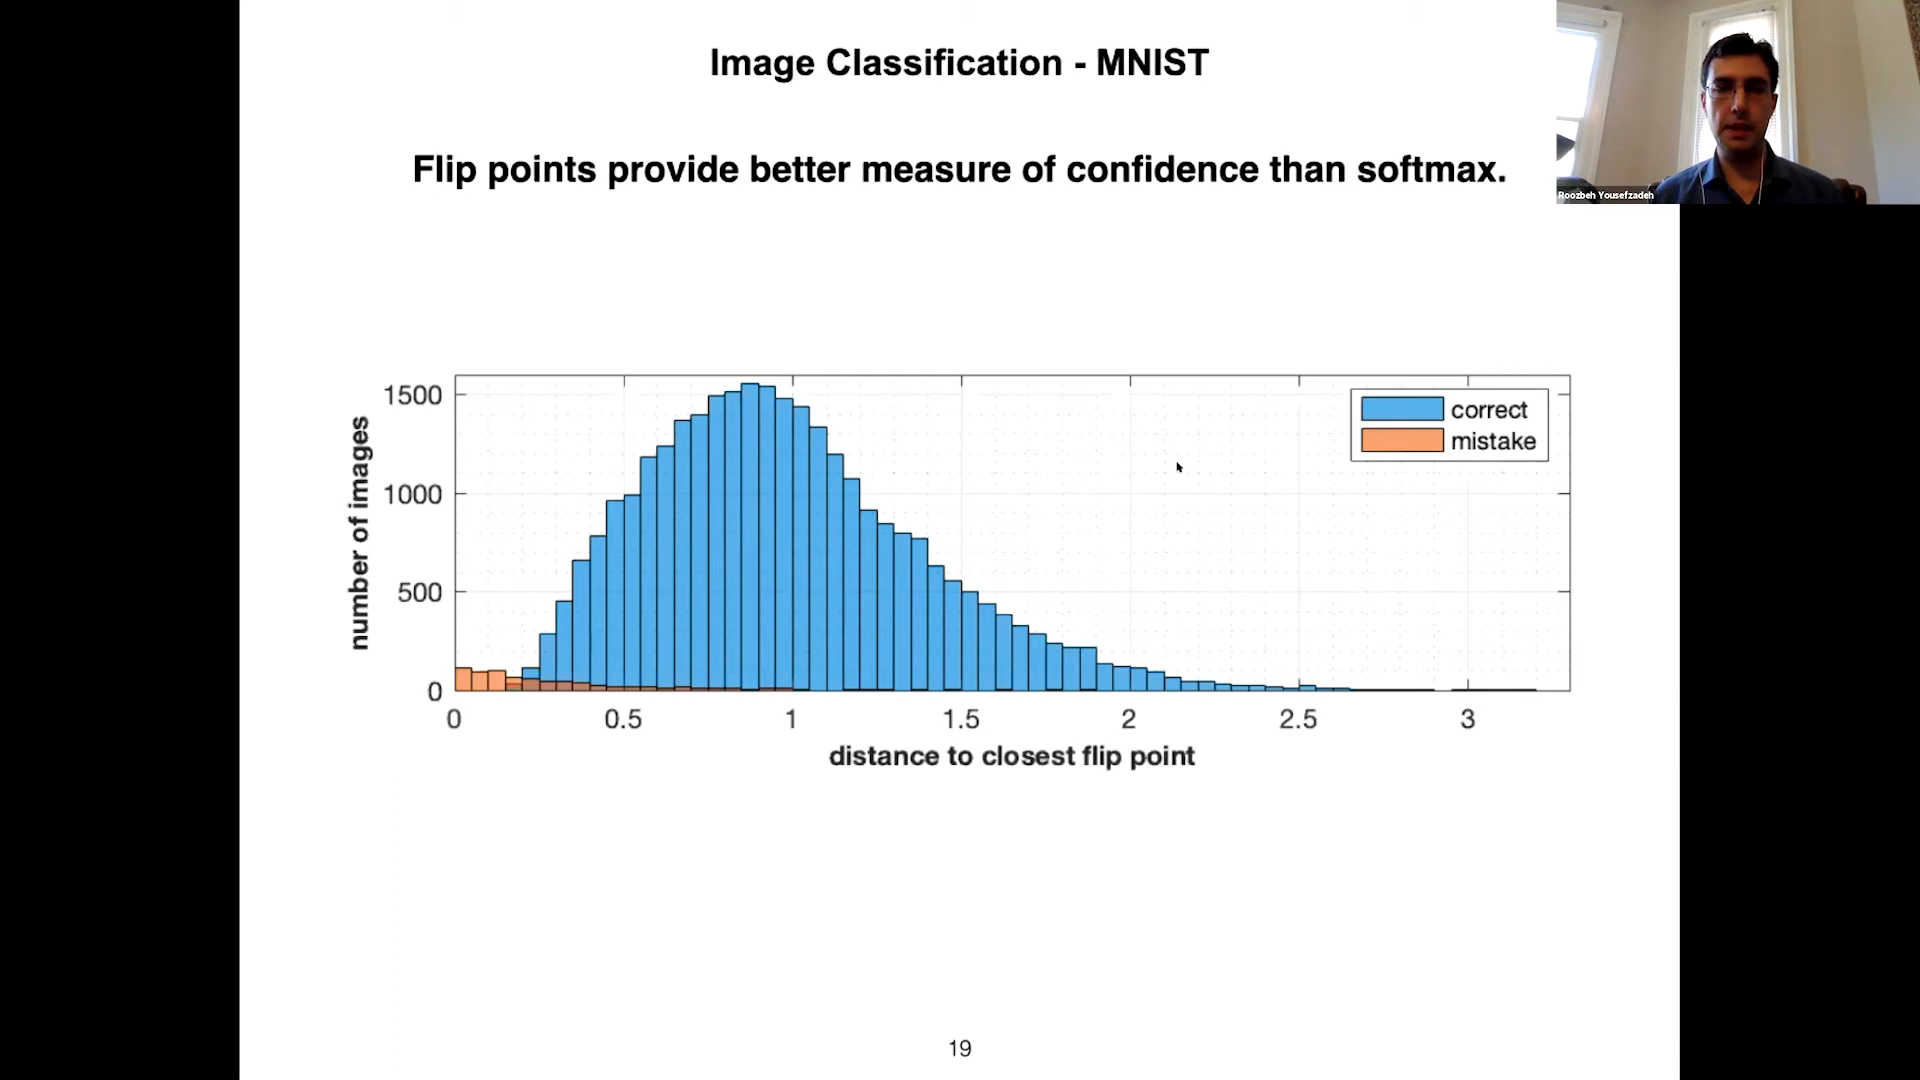 Image Classification - MNIST
Roozbeh Yousefzadeh
Flip points provide better measure of confidence than softmax.
number of images
1500
1000
500
0
correct
mistake
0 0.5 1 1.5 2 2.5 3
distance to closest flip point
19